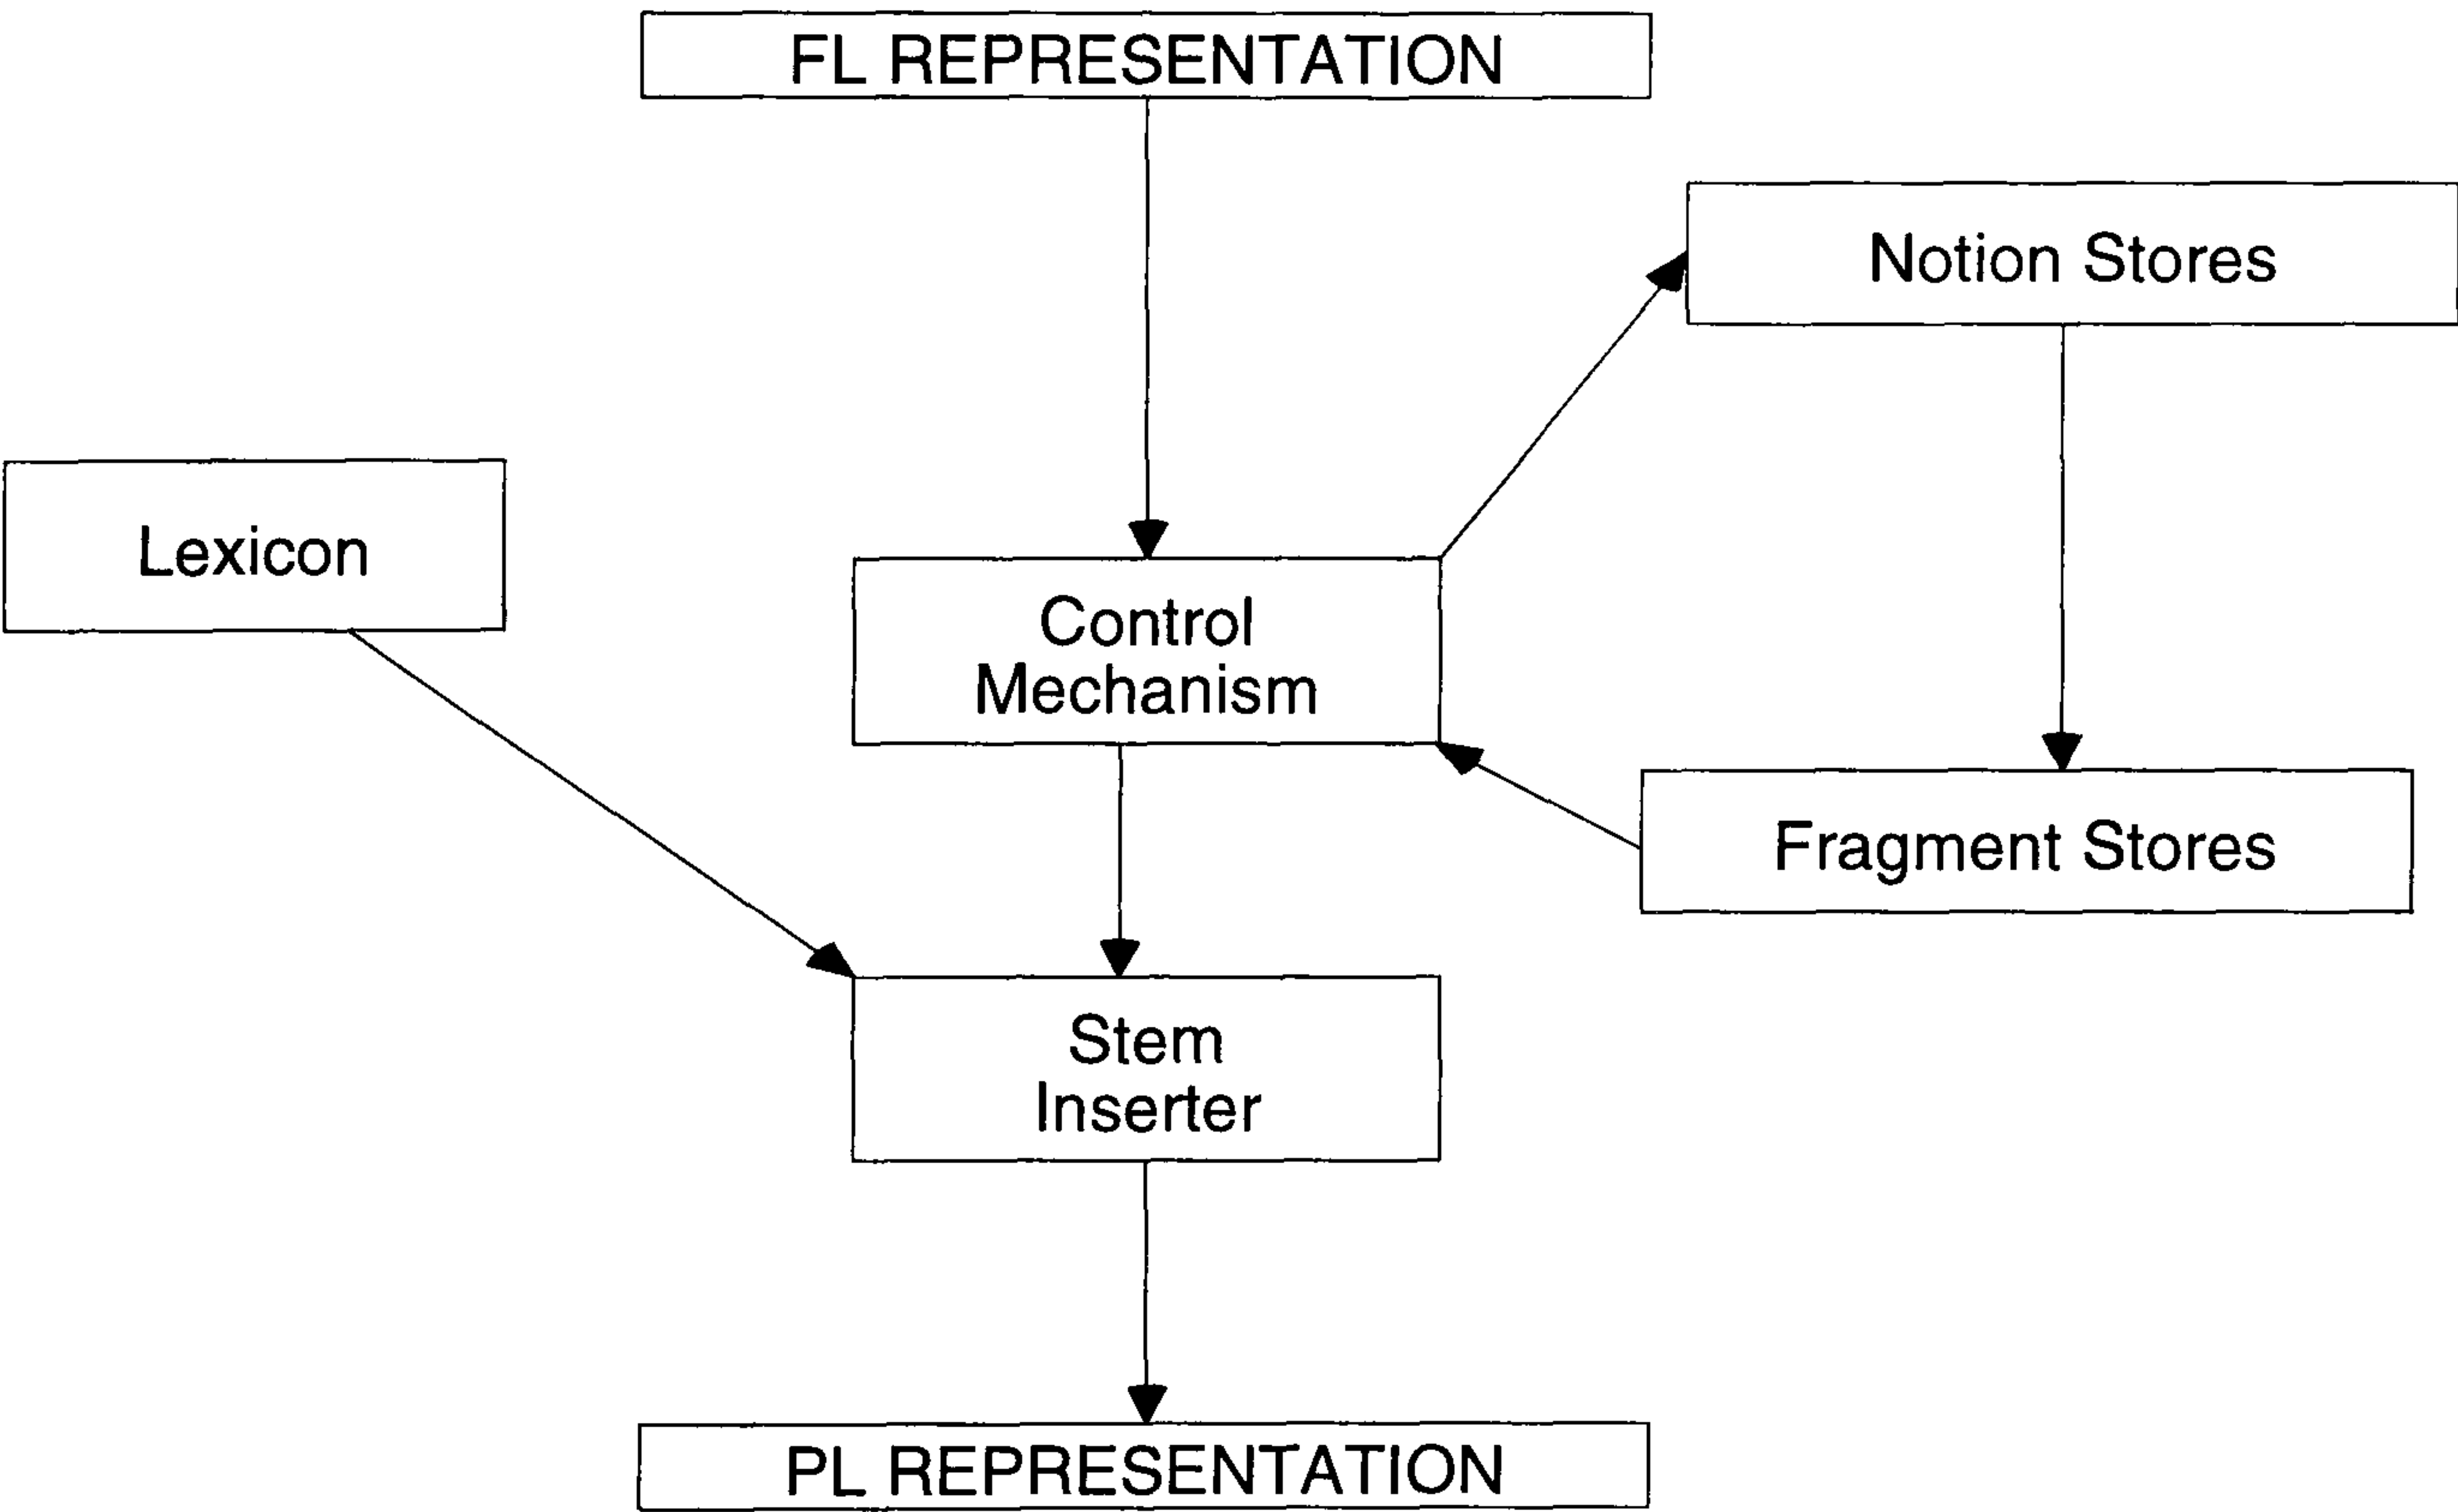 FL REPRESENTATION
Notion Stores
Lexicon
Control
Mechanism
Fragment Stores
Stem
Inserter
PL REPRESENTATION